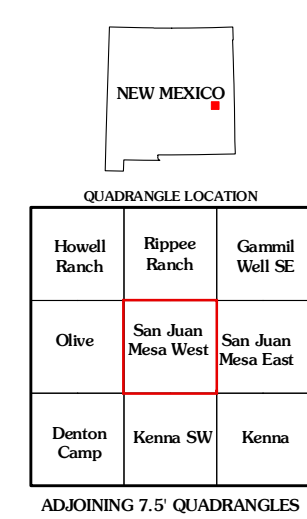 NEW MEXICO
QUADRANGLE LOCATION
Howell
Ranch
Rippee
Ranch
Gammil
Well SE
Olive
San Juan
Mesa West
San Juan
Mesa East
Denton
Camp
Kenna SW
Kenna
ADJOINING 7.5' QUADRANGLES